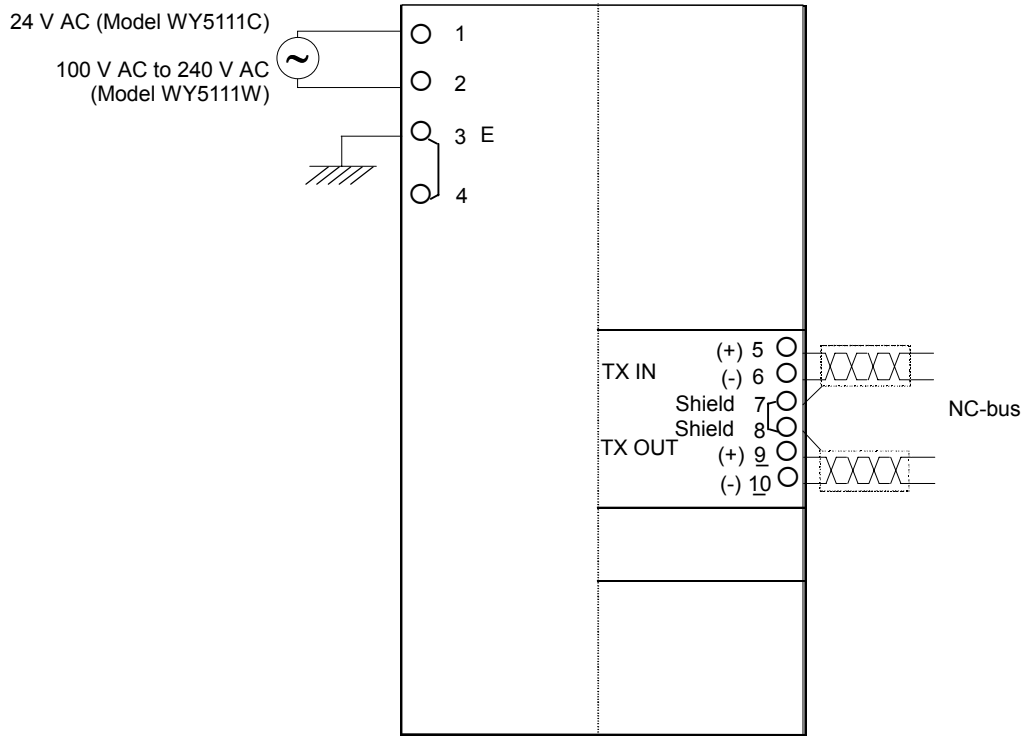 24 V AC (Model WY5111C)
100 V AC to 240 V AC
(Model WY5111W)
~
1
2
3 E
4
TX IN
(+) 5
(-) 6
Shield 7
Shield 8
TX OUT
(+) 9
(-) 10
NC-bus